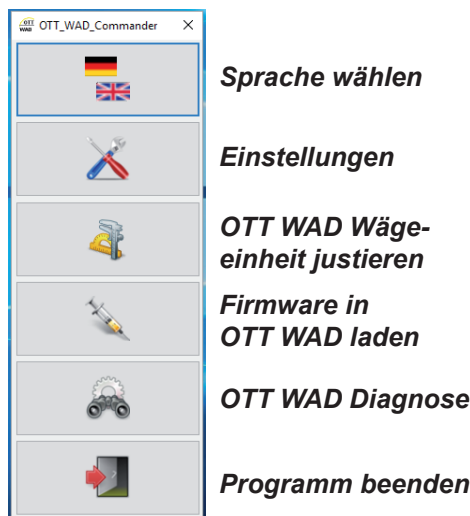 OTT WAD
OTT_WAD_Commander
Sprache wählen
Einstellungen
OTT WAD Wäge-
einheit justieren
Firmware in
OTT WAD laden
OTT WAD Diagnose
Programm beenden